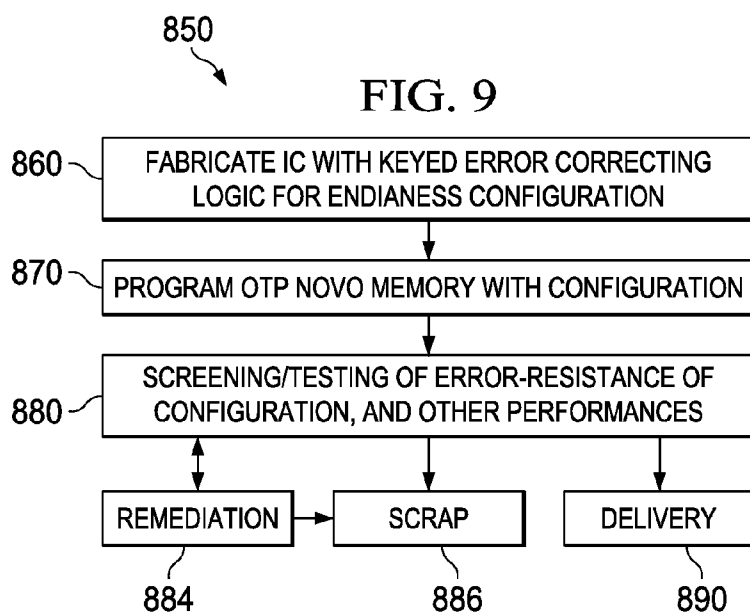 850
FIG. 9
860
FABRICATE IC WITH KEYED ERROR CORRECTING
LOGIC FOR ENDIANESS CONFIGURATION
870
PROGRAM OTP NOVO MEMORY WITH CONFIGURATION
880
SCREENING/TESTING OF ERROR-RESISTANCE OF
CONFIGURATION, AND OTHER PERFORMANCES
REMEDIATION
SCRAP
DELIVERY
884
886
890